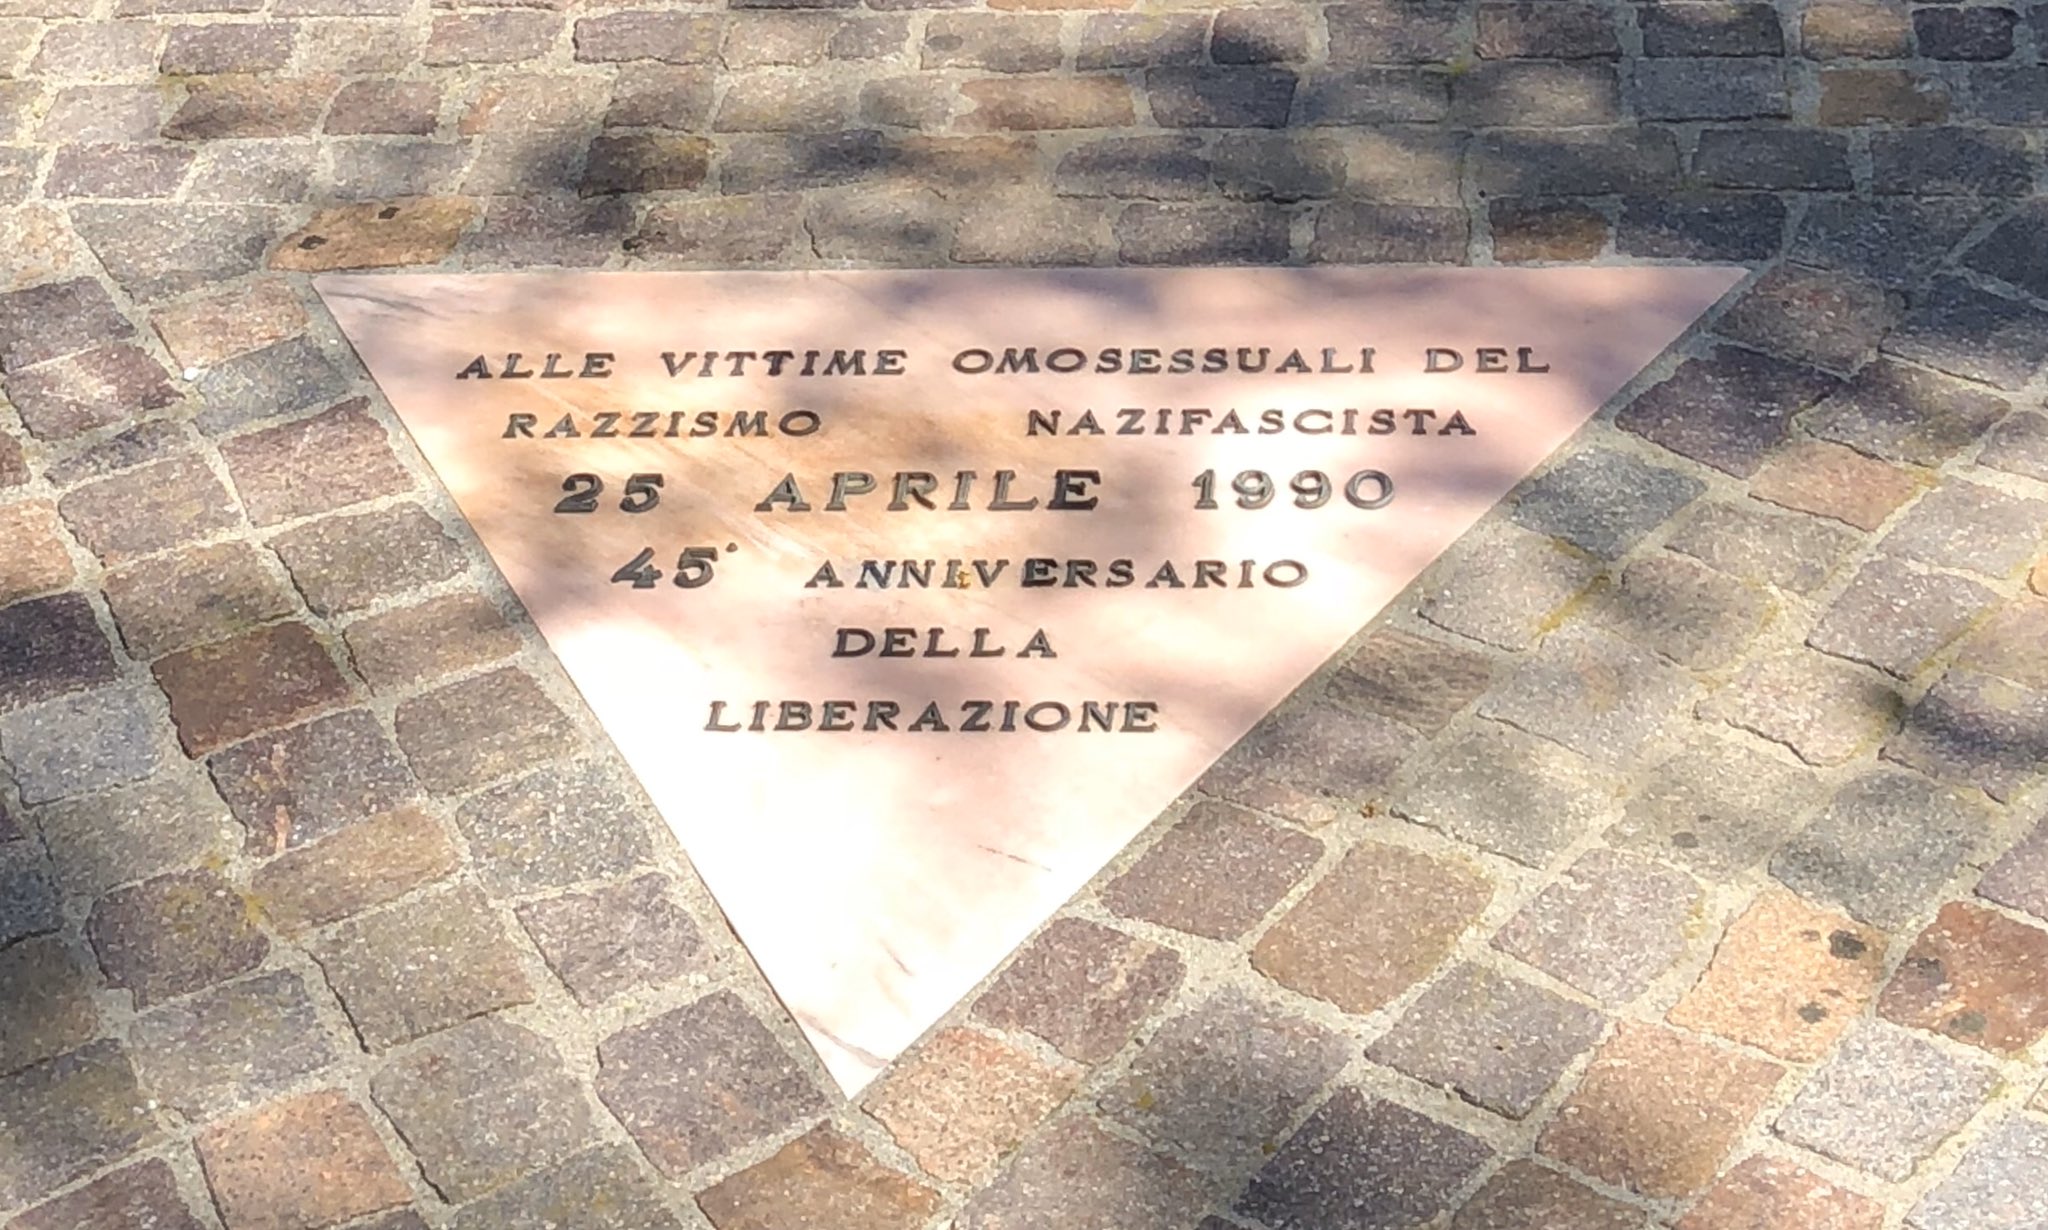 ALLE VITTIME OMOSESSUALI DEL
RAZZISMO NAZIFASCISTA
25 APRILE 1990
45° ANNIVERSARIO
DELLA
LIBERAZIONE